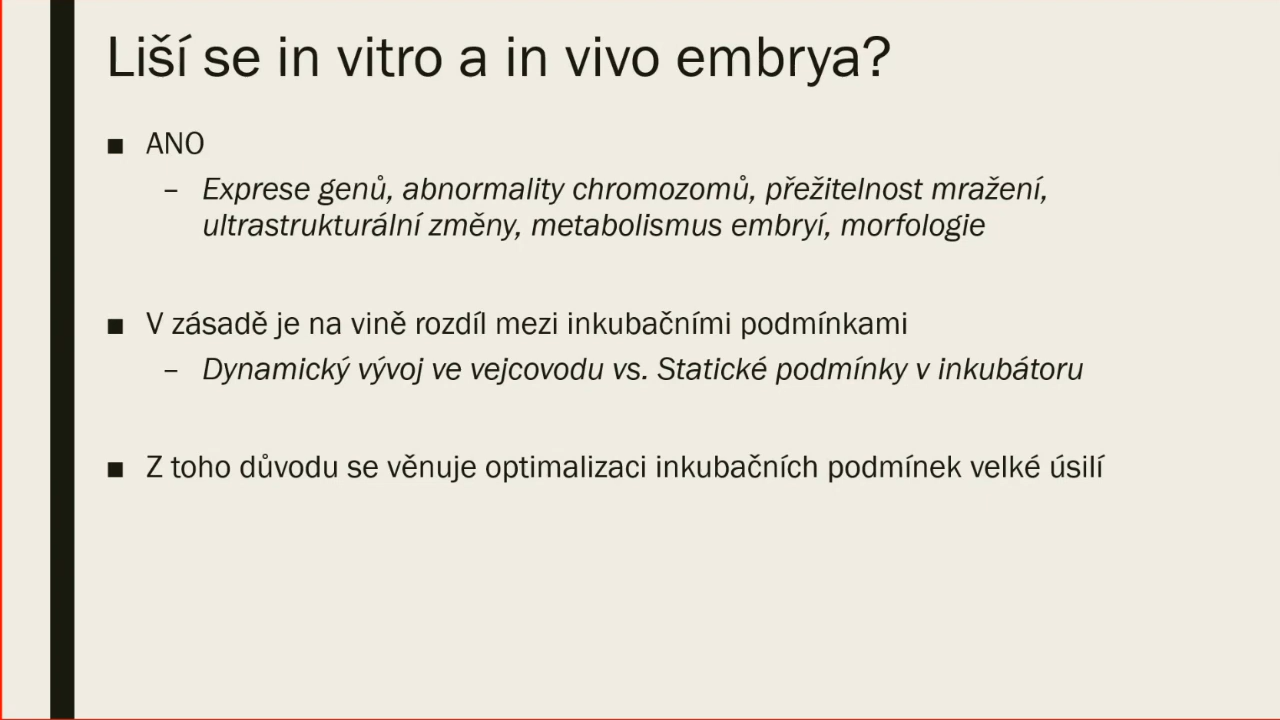 Liší se in vitro a in vivo embrya?
■ ANO
– Exprese genů, abnormality chromozomů, přežitelnost mražení,
ultrastrukturální změny, metabolismus embryí, morfologie
■ V zásadě je na vině rozdíl mezi inkubačními podmínkami
– Dynamický vývoj ve vejcovodu vs. Statické podmínky v inkubátoru
■ Z toho důvodu se věnuje optimalizaci inkubačních podmínek velké úsilí